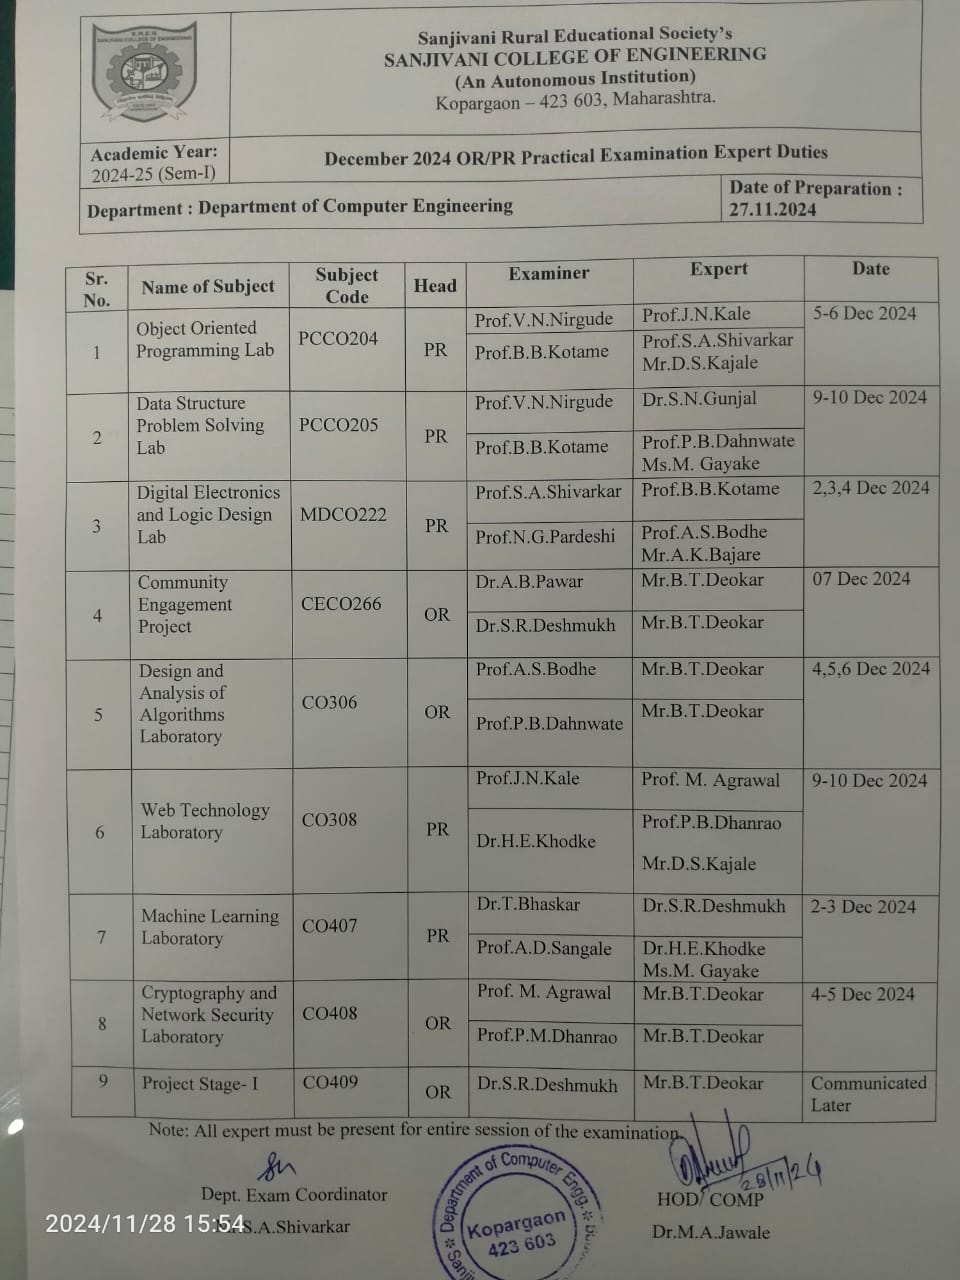 S.R.E.S.
SANJIVANI COLLEGE OF ENGINEERING
Sanjivani Rural Educational Society's
SANJIVANI COLLEGE OF ENGINEERING
(An Autonomous Institution)
Kopargaon – 423 603, Maharashtra.
Academic Year:
2024-25 (Sem-I)
December 2024 OR/PR Practical Examination Expert Duties
Department : Department of Computer Engineering
Date of Preparation :
27.11.2024
Sr. No. Name of Subject Subject Code Head Examiner Expert Date
1 Object Oriented Programming Lab PCCO204 PR Prof.V.N.Nirgude Prof.J.N.Kale 5-6 Dec 2024
Prof.B.B.Kotame Prof.S.A.Shivarkar
Mr.D.S.Kajale
2 Data Structure Problem Solving Lab PCCO205 PR Prof.V.N.Nirgude Dr.S.N.Gunjal 9-10 Dec 2024
Prof.B.B.Kotame Prof.P.B.Dahnwate
Ms.M. Gayake
3 Digital Electronics and Logic Design Lab MDCO222 PR Prof.S.A.Shivarkar Prof.B.B.Kotame 2,3,4 Dec 2024
Prof.N.G.Pardeshi Prof.A.S.Bodhe
Mr.A.K.Bajare
4 Community Engagement Project CECO266 OR Dr.A.B.Pawar Mr.B.T.Deokar 07 Dec 2024
Dr.S.R.Deshmukh Mr.B.T.Deokar
5 Design and Analysis of Algorithms Laboratory CO306 OR Prof.A.S.Bodhe Mr.B.T.Deokar 4,5,6 Dec 2024
Prof.P.B.Dahnwate Mr.B.T.Deokar
6 Web Technology Laboratory CO308 PR Prof.J.N.Kale Prof. M. Agrawal 9-10 Dec 2024
Dr.H.E.Khodke Prof.P.B.Dhanrao
Mr.D.S.Kajale
7 Machine Learning Laboratory CO407 PR Dr.T.Bhaskar Dr.S.R.Deshmukh 2-3 Dec 2024
Prof.A.D.Sangale Dr.H.E.Khodke
Ms.M. Gayake
8 Cryptography and Network Security Laboratory CO408 OR Prof. M. Agrawal Mr.B.T.Deokar 4-5 Dec 2024
Prof.P.M.Dhanrao Mr.B.T.Deokar
9 Project Stage- I CO409 OR Dr.S.R.Deshmukh Mr.B.T.Deokar Communicated Later
Note: All expert must be present for entire session of the examination.
28/11/24
Dept. Exam Coordinator
S.A.Shivarkar
HOD/ COMP
Dr.M.A.Jawale
Department of Computer Engg.
Kopargaon
423 603
2024/11/28 15:54